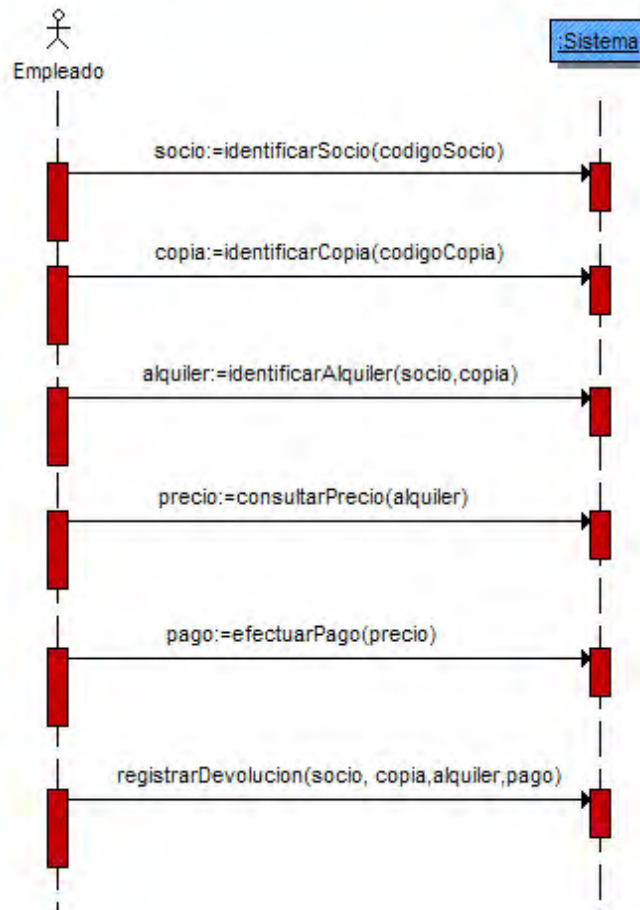 Empleado
:Sistema
socio:=identificarSocio(codigoSocio)
copia:=identificarCopia(codigoCopia)
alquiler:=identificarAlquiler(socio,copia)
precio:=consultarPrecio(alquiler)
pago:=efectuarPago(precio)
registrarDevolucion(socio, copia,alquiler,pago)